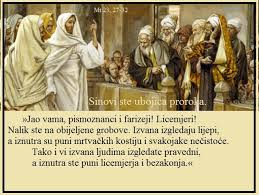 Mt 23, 27-32
Sinovi ste ubojica proroka.
»Jao vama, pismoznanci i farizeji! Licemjeri!
Nalik ste na obijeljene grobove. Izvana izgledaju lijepi,
a iznutra su puni mrtvačkih kostiju i svakojake nečistoće.
Tako i vi izvana ljudima izgledate pravedni,
a iznutra ste puni licemjerja i bezakonja.«